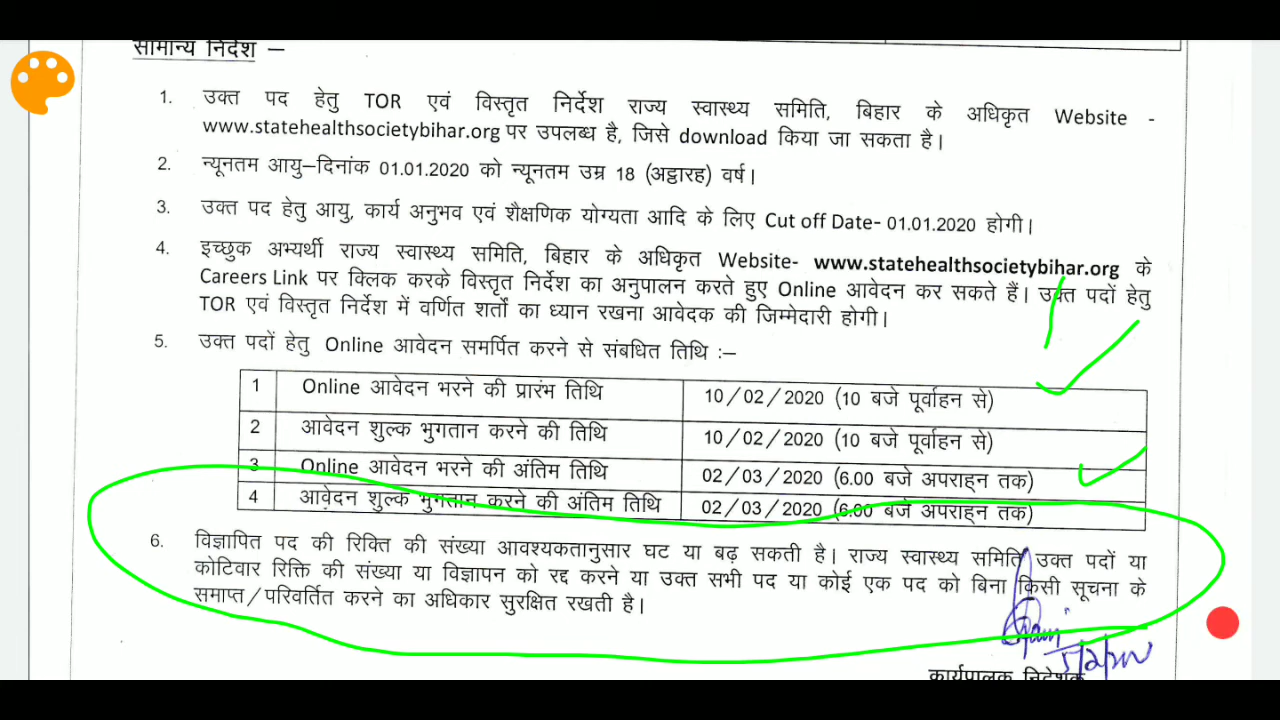 सामान्य निर्देश –
1. उक्त पद हेतु TOR एवं विस्तृत निर्देश राज्य स्वास्थ्य समिति, बिहार के अधिकृत Website -
www.statehealthsocietybihar.org पर उपलब्ध है, जिसे download किया जा सकता है।
2. न्यूनतम आयु–दिनांक 01.01.2020 को न्यूनतम उम्र 18 (अट्ठारह) वर्ष।
3. उक्त पद हेतु आयु, कार्य अनुभव एवं शैक्षणिक योग्यता आदि के लिए Cut off Date- 01.01.2020 होगी।
4. इच्छुक अभ्यर्थी राज्य स्वास्थ्य समिति, बिहार के अधिकृत Website- www.statehealthsocietybihar.org के
Careers Link पर क्लिक करके विस्तृत निर्देश का अनुपालन करते हुए Online आवेदन कर सकते हैं। उक्त पदों हेतु
TOR एवं विस्तृत निर्देश में वर्णित शर्तों का ध्यान रखना आवेदक की जिम्मेदारी होगी।
5. उक्त पदों हेतु Online आवेदन समर्पित करने से संबधित तिथि :–
1 Online आवेदन भरने की प्रारंभ तिथि 10/02/2020 (10 बजे पूर्वाहन से)
2 आवेदन शुल्क भुगतान करने की तिथि 10/02/2020 (10 बजे पूर्वाहन से)
3 Online आवेदन भरने की अंतिम तिथि 02/03/2020 (6.00 बजे अपराह्न तक)
4 आवेदन शुल्क भुगतान करने की अंतिम तिथि 02/03/2020 (6.00 बजे अपराह्न तक)
6. विज्ञापित पद की रिक्ति की संख्या आवश्यकतानुसार घट या बढ़ सकती है। राज्य स्वास्थ्य समिति उक्त पदों या
कोटिवार रिक्ति की संख्या या विज्ञापन को रद्द करने या उक्त सभी पद या कोई एक पद को बिना किसी सूचना के
समाप्त/परिवर्तित करने का अधिकार सुरक्षित रखती है।
कार्यपालक निदेशक